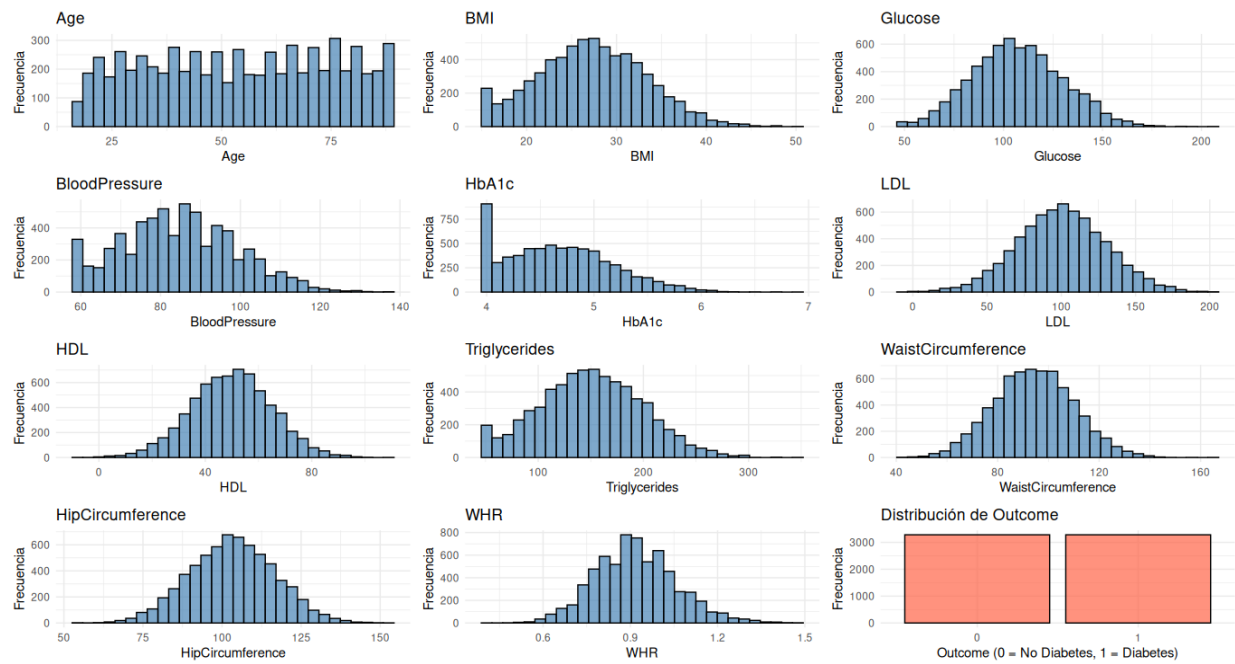 Age
Frecuencia
300
200
100
0
25
50
75
Age
BMI
Frecuencia
400
200
0
20
30
40
50
BMI
Glucose
Frecuencia
600
400
200
0
50
100
150
200
Glucose
BloodPressure
Frecuencia
400
200
0
60
80
100
120
140
BloodPressure
HbA1c
Frecuencia
750
500
250
0
4
5
6
7
HbA1c
LDL
Frecuencia
600
400
200
0
0
50
100
150
200
LDL
HDL
Frecuencia
600
400
200
0
0
40
80
HDL
Triglycerides
Frecuencia
400
200
0
100
200
300
Triglycerides
WaistCircumference
Frecuencia
600
400
200
0
40
80
120
160
WaistCircumference
HipCircumference
Frecuencia
600
400
200
0
50
75
100
125
150
HipCircumference
WHR
Frecuencia
800
600
400
200
0
0.6
0.9
1.2
1.5
WHR
Distribución de Outcome
Frecuencia
3000
2000
1000
0
0
1
Outcome (0 = No Diabetes, 1 = Diabetes)